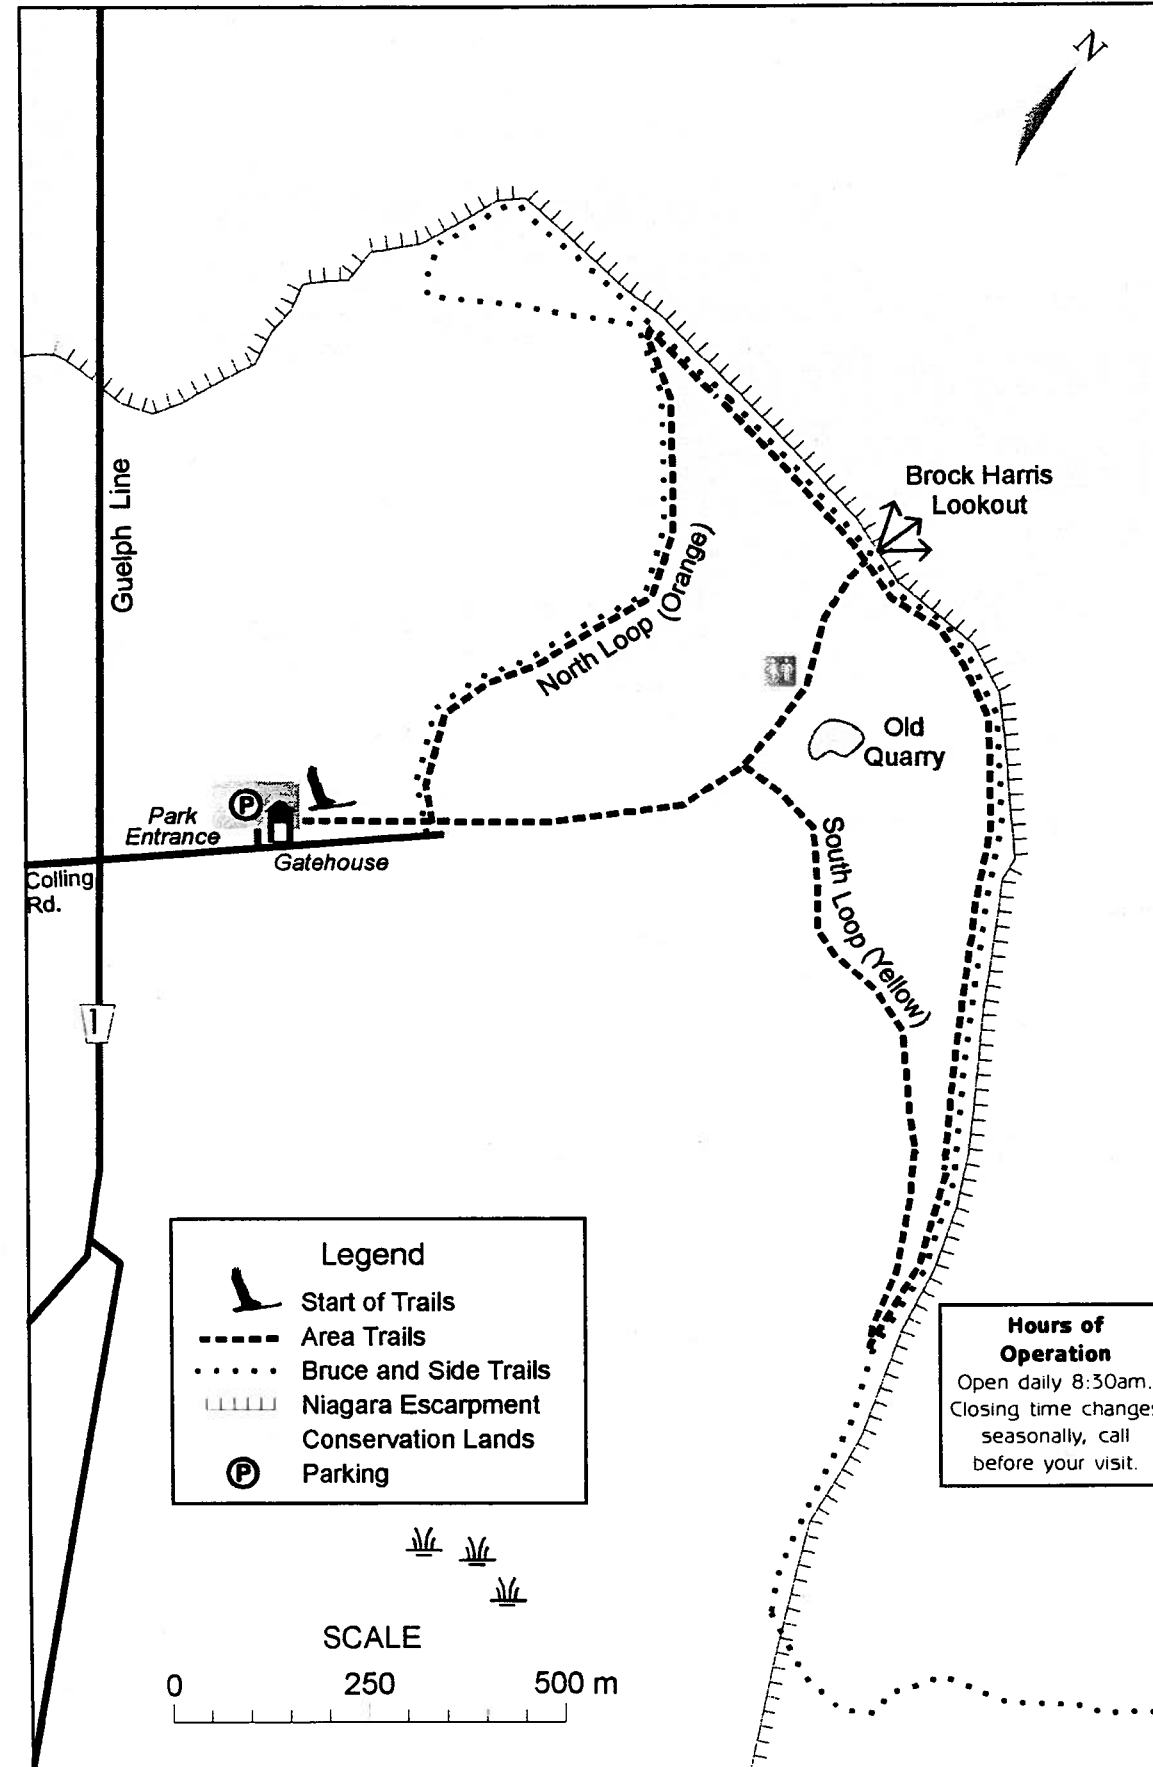 N
Guelph Line
Brock Harris
Lookout
North Loop (Orange)
Old
Quarry
P
Park
Entrance
Gatehouse
Colling
Rd.
South Loop (Yellow)
1
Legend
Start of Trails
Area Trails
Bruce and Side Trails
Niagara Escarpment
Conservation Lands
P Parking
Hours of
Operation
Open daily 8:30am.
Closing time changes
seasonally, call
before your visit.
SCALE
0 250 500 m